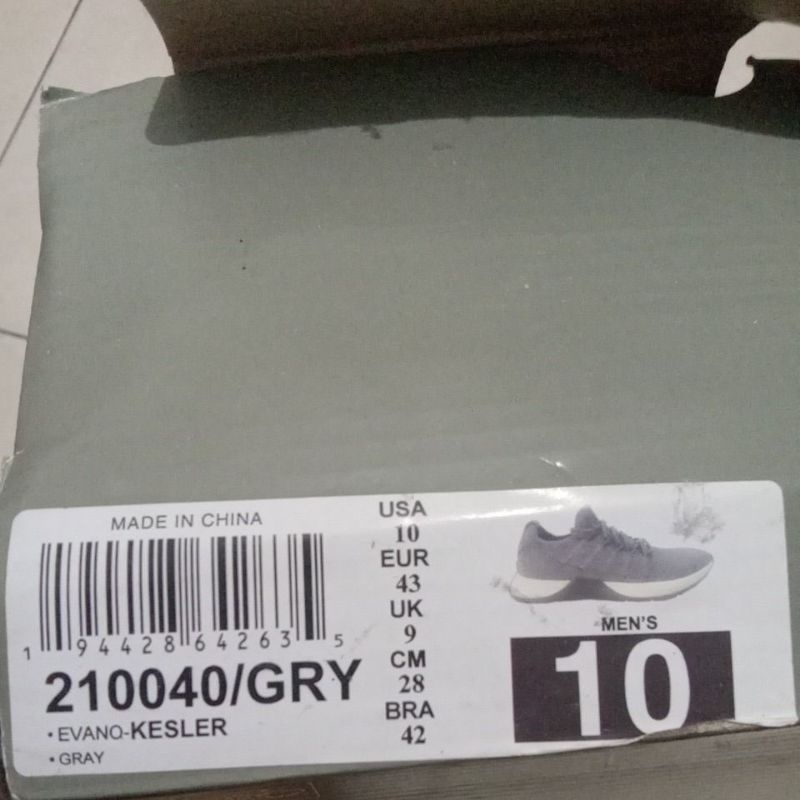 MADE IN CHINA
1 94428 64263 5
210040/GRY
•EVANO-KESLER
•GRAY
USA
10
EUR
43
UK
9
CM
28
BRA
42
MEN'S
10